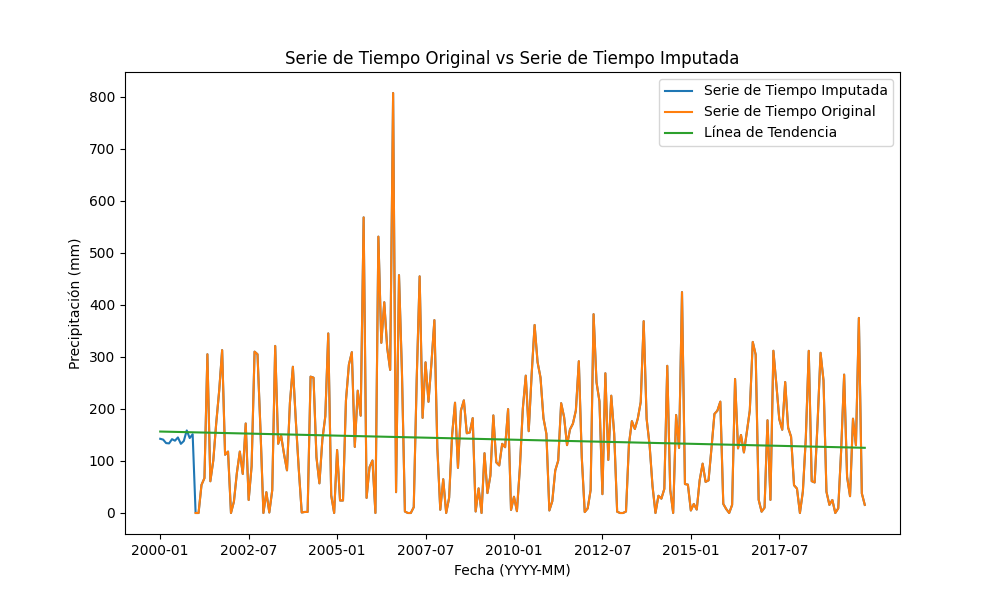 Serie de Tiempo Original vs Serie de Tiempo Imputada
Serie de Tiempo Imputada
Serie de Tiempo Original
Línea de Tendencia
800
700
600
500
400
300
200
100
0
Precipitación (mm)
2000-01 2002-07 2005-01 2007-07 2010-01 2012-07 2015-01 2017-07
Fecha (YYYY-MM)